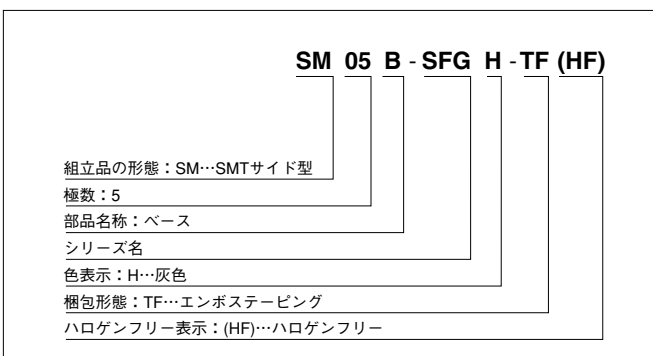 SM 05 B - SFG H - TF (HF)
組立品の形態：SM…SMTサイド型
極数：5
部品名称：ベース
シリーズ名
色表示：H…灰色
梱包形態：TF…エンボステーピング
ハロゲンフリー表示：(HF)…ハロゲンフリー